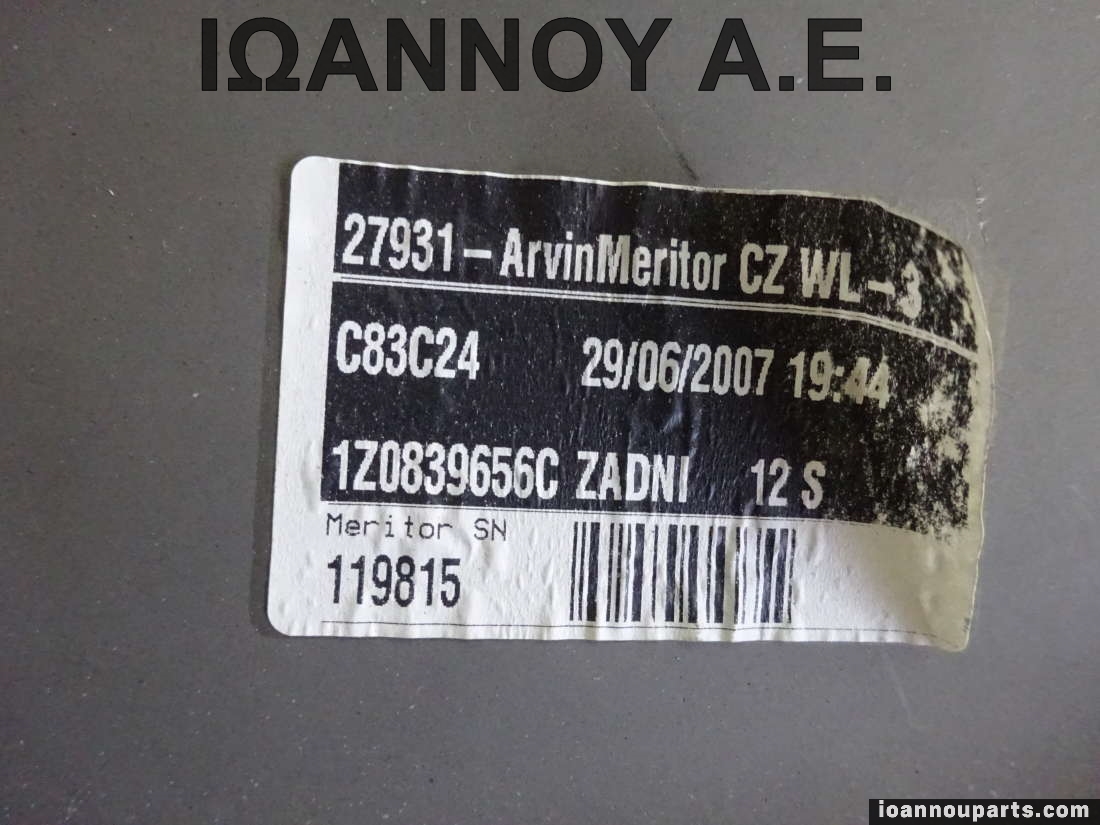 ΙΩΑΝΝΟΥ Α.Ε.
27931-ArvinMeritor CZ WL-3
C83C24 29/06/2007 19:44
1Z0839656C ZADNI 12 S
Meritor SN
119815
ioannouparts.com